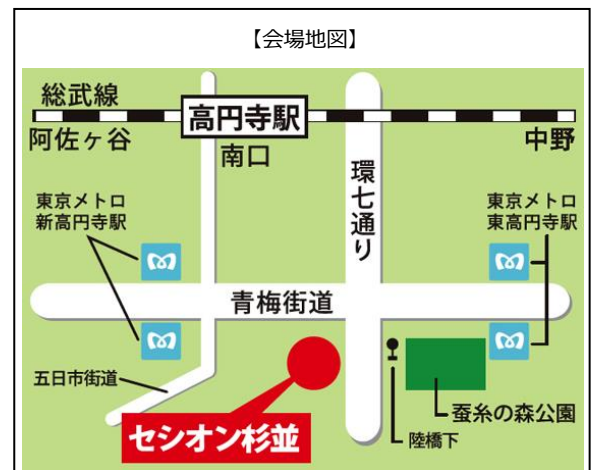 【会場地図】
総武線
高円寺駅
阿佐ヶ谷
中野
南口
環七通り
東京メトロ
新高円寺駅
東京メトロ
東高円寺駅
青梅街道
五日市街道
セシオン杉並
蚕糸の森公園
陸橋下